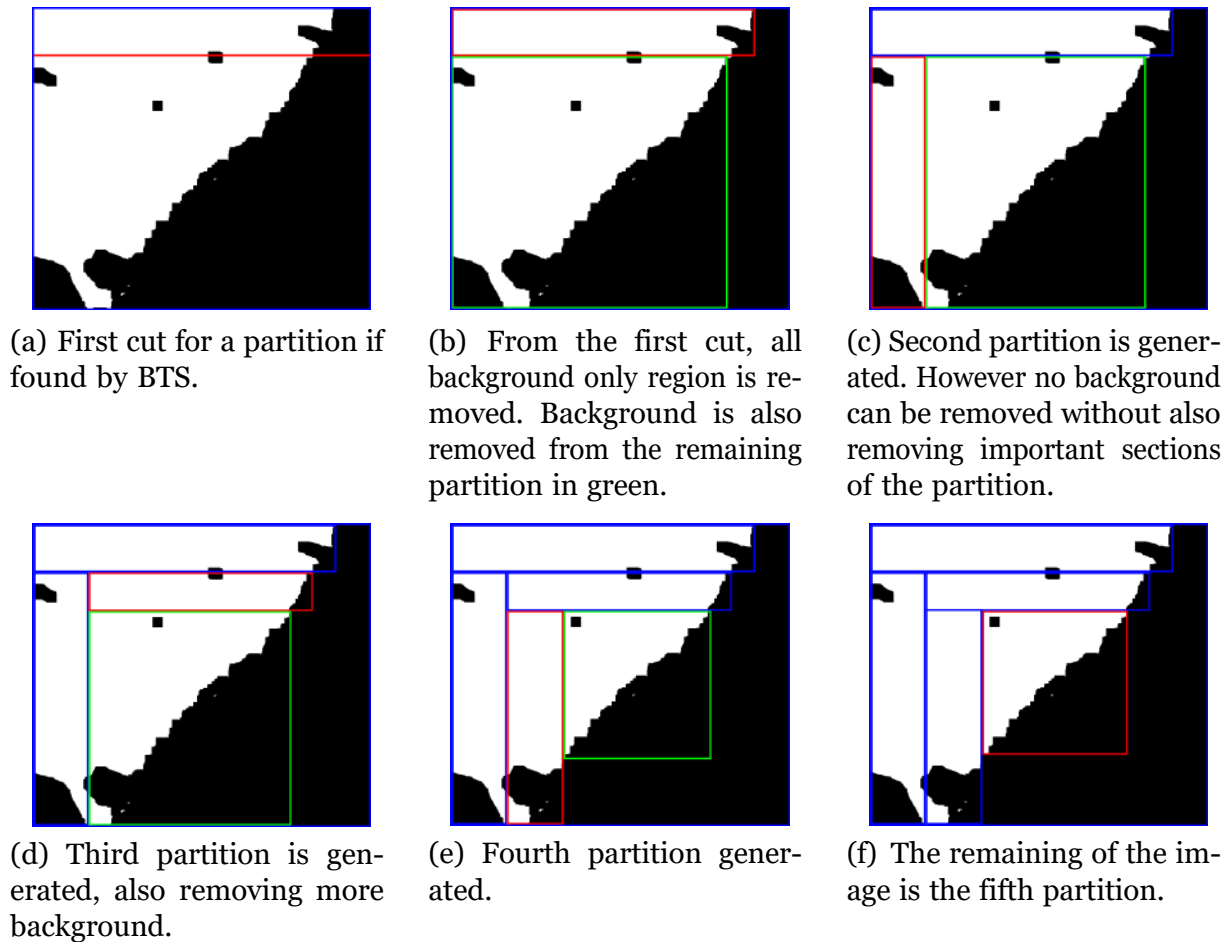 (a) First cut for a partition if
found by BTS.
(b) From the first cut, all
background only region is re-
moved. Background is also
removed from the remaining
partition in green.
(c) Second partition is gener-
ated. However no background
can be removed without also
removing important sections
of the partition.
(d) Third partition is gen-
erated, also removing more
background.
(e) Fourth partition gener-
ated.
(f) The remaining of the im-
age is the fifth partition.